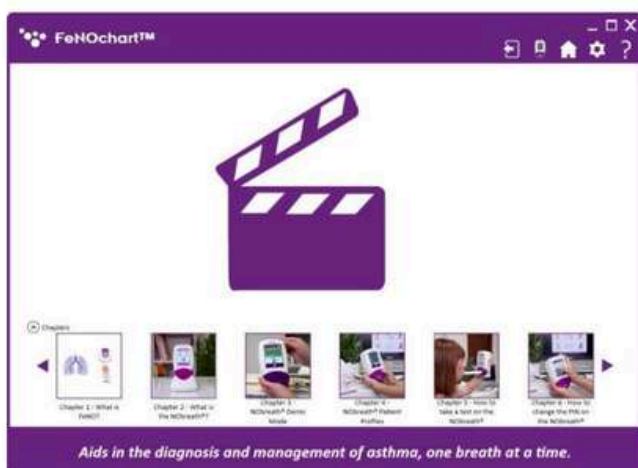 FeNOchart™
Chapters
Chapter 1 - What is
FeNO?
Chapter 2 - What is
the NObreath®?
Chapter 3 -
NObreath® Demo
Mode
Chapter 4 -
NObreath® Patient
Profiles
Chapter 5 - How to
take a test on the
NObreath®
Chapter 6 - How to
change the PIN on
the NObreath®
Aids in the diagnosis and management of asthma, one breath at a time.